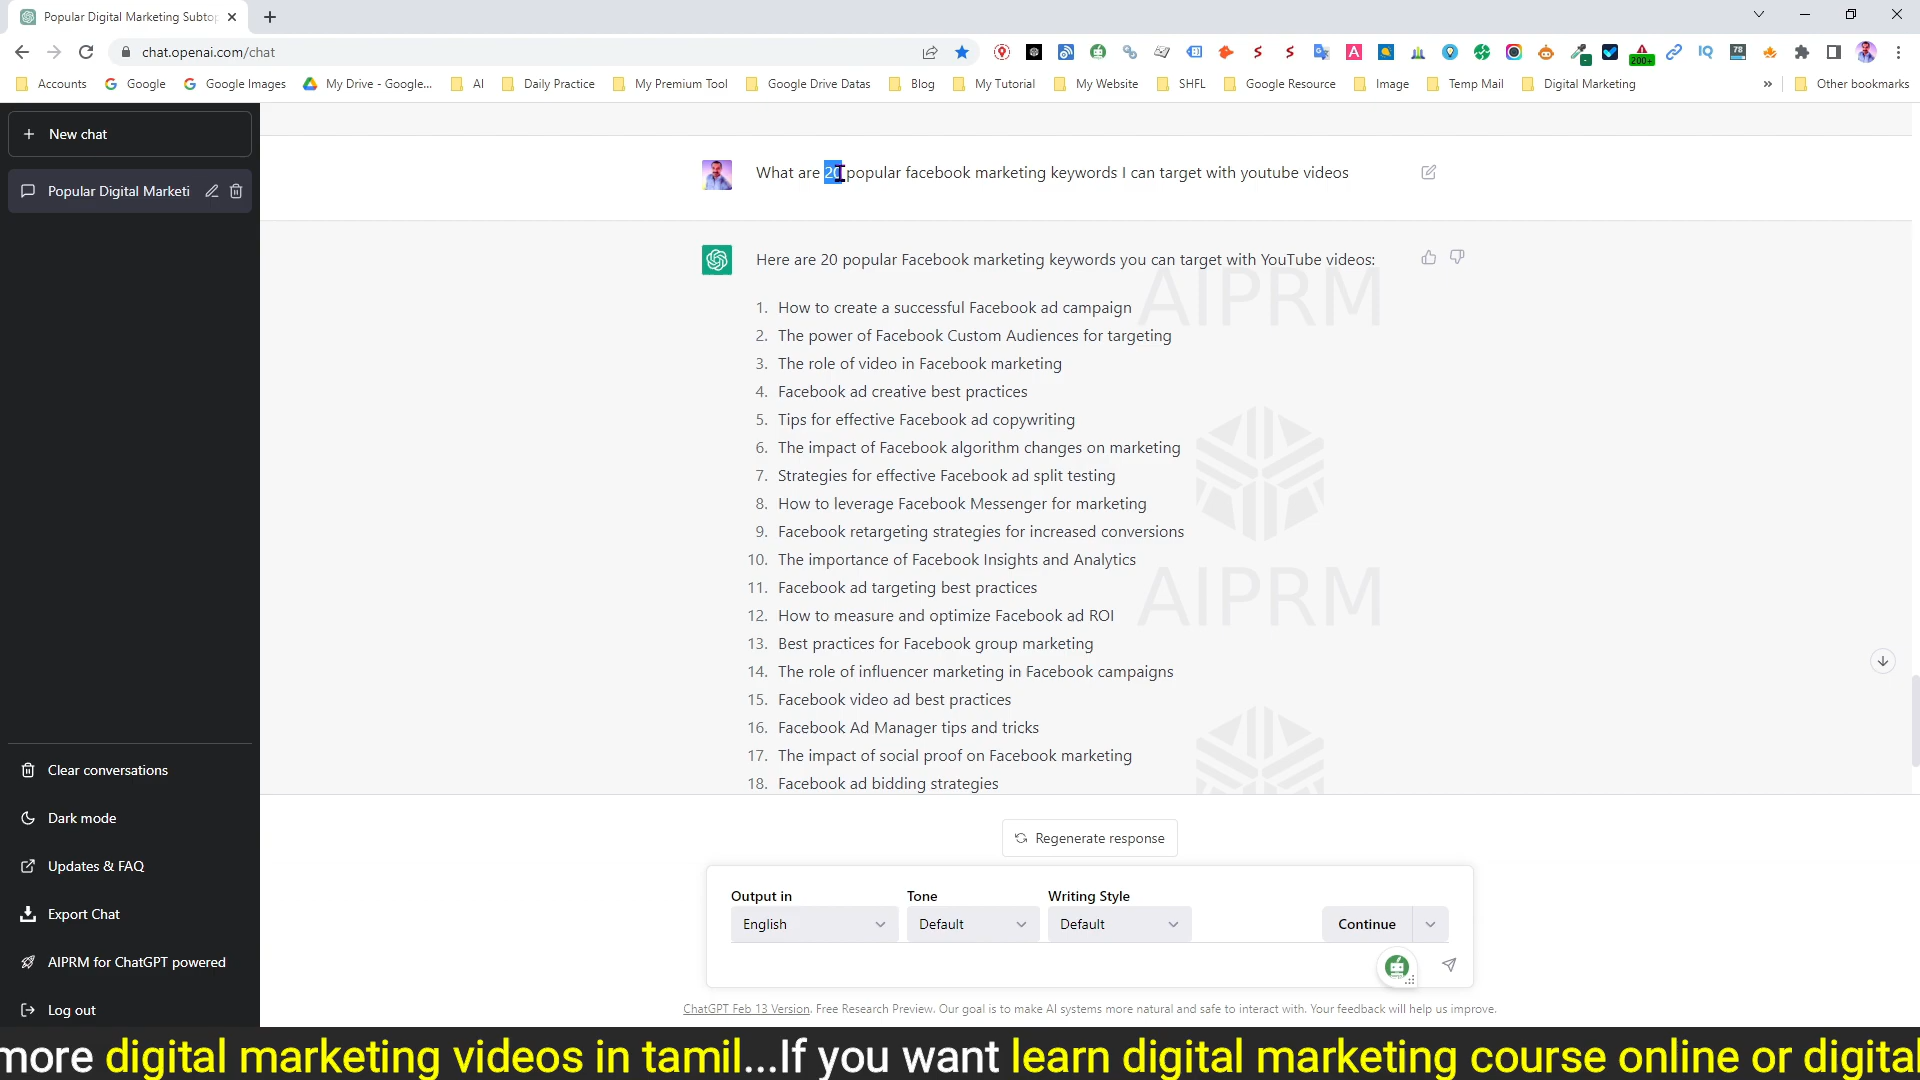 Popular Digital Marketing Subto
chat.openai.com/chat
200+
78
Accounts
Google
Google Images
My Drive - Google...
AI
Daily Practice
My Premium Tool
Google Drive Datas
Blog
My Tutorial
My Website
SHFL
Google Resource
Image
Temp Mail
Digital Marketing
»
Other bookmarks
New chat
Popular Digital Marketi
What are 20 popular facebook marketing keywords I can target with youtube videos
Here are 20 popular Facebook marketing keywords you can target with YouTube videos:
AIPRM
1. How to create a successful Facebook ad campaign
2. The power of Facebook Custom Audiences for targeting
3. The role of video in Facebook marketing
4. Facebook ad creative best practices
5. Tips for effective Facebook ad copywriting
6. The impact of Facebook algorithm changes on marketing
7. Strategies for effective Facebook ad split testing
8. How to leverage Facebook Messenger for marketing
9. Facebook retargeting strategies for increased conversions
10. The importance of Facebook Insights and Analytics
11. Facebook ad targeting best practices
AIPRM
12. How to measure and optimize Facebook ad ROI
13. Best practices for Facebook group marketing
14. The role of influencer marketing in Facebook campaigns
15. Facebook video ad best practices
16. Facebook Ad Manager tips and tricks
17. The impact of social proof on Facebook marketing
18. Facebook ad bidding strategies
Clear conversations
Dark mode
Updates & FAQ
Export Chat
AIPRM for ChatGPT powered
Log out
Regenerate response
Output in
Tone
Writing Style
English
Default
Default
Continue
ChatGPT Feb 13 Version. Free Research Preview. Our goal is to make AI systems more natural and safe to interact with. Your feedback will help us improve.
more digital marketing videos in tamil...If you want learn digital marketing course online or digital